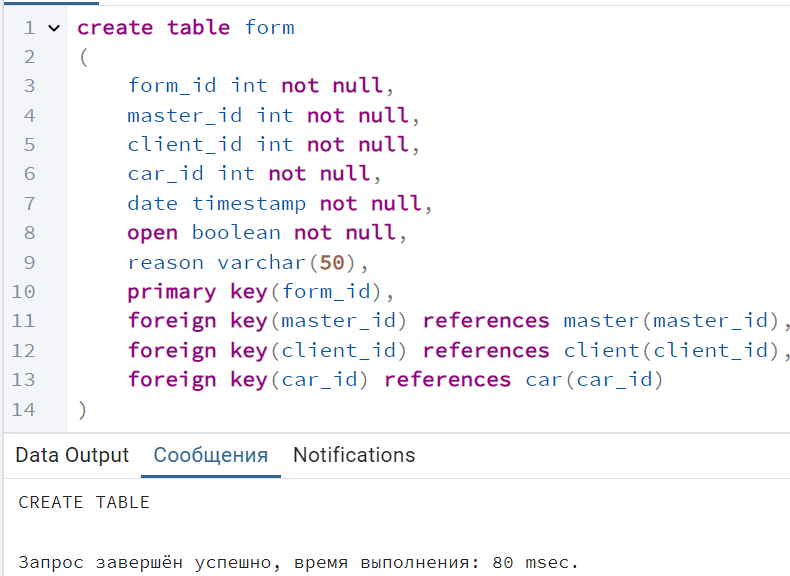 1 create table form
2 (
3 form_id int not null,
4 master_id int not null,
5 client_id int not null,
6 car_id int not null,
7 date timestamp not null,
8 open boolean not null,
9 reason varchar(50),
10 primary key(form_id),
11 foreign key(master_id) references master(master_id),
12 foreign key(client_id) references client(client_id),
13 foreign key(car_id) references car(car_id)
14 )
Data Output Сообщения Notifications
CREATE TABLE
Запрос завершён успешно, время выполнения: 80 msec.